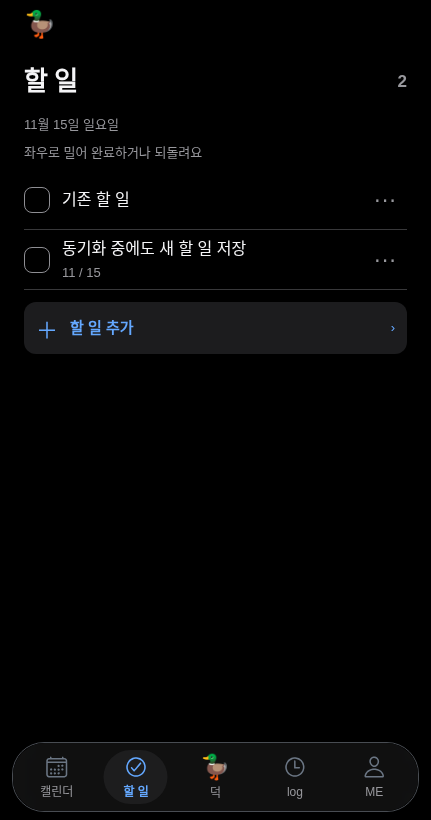 할 일
2
11월 15일 일요일
좌우로 밀어 완료하거나 되돌려요
기존 할 일
동기화 중에도 새 할 일 저장
11 / 15
할 일 추가
캘린더
할 일
덕
log
ME